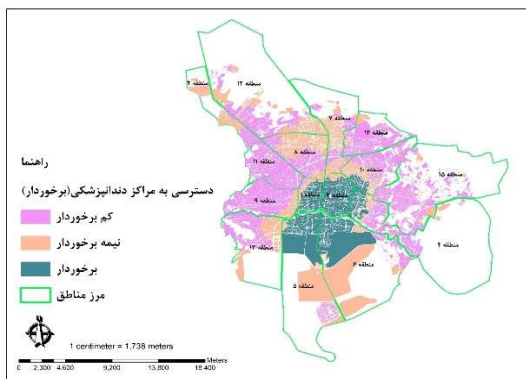 منطقه ۱۲
منطقه ۷
منطقه ۱۴
منطقه ۸
منطقه ۱۱
منطقه ۱۰
منطقه ۱۵
منطقه ۹
منطقه ۴
منطقه ۱۳
منطقه ۶
منطقه ۵
راهنما
دسترسی به مراکز دندانپزشکی(برخوردار)
کم برخوردار
نیمه برخوردار
برخوردار
مرز مناطق
1 centimeter = 1,738 meters
Meters
0 2,300 4,600 9,200 13,800 18,400